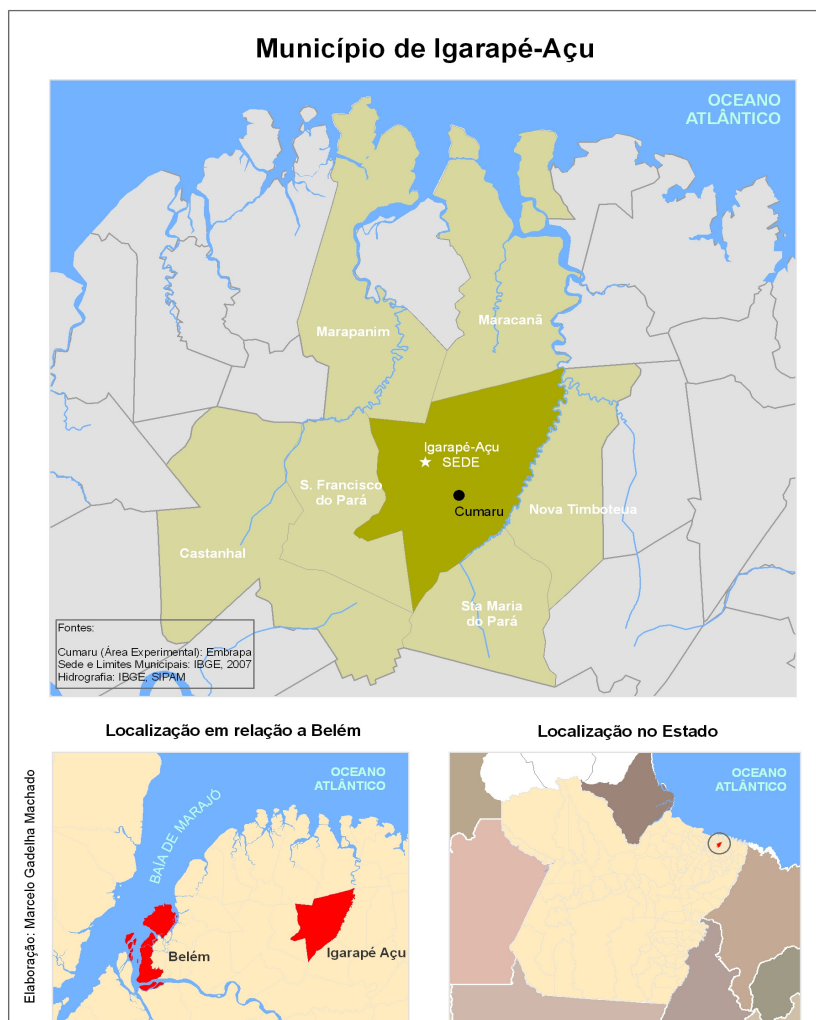 Município de Igarapé-Açu
OCEANO
ATLÂNTICO
Marapanim
Maracanã
Igarapé-Açu
SEDE
S. Francisco
do Pará
Cumaru
Nova Timboteua
Castanhal
Sta Maria
do Pará
Fontes:
Cumaru (Área Experimental): Embrapa
Sede e Limites Municipais: IBGE, 2007
Hidrografia: IBGE, SIPAM
Localização em relação a Belém
OCEANO
ATLÂNTICO
BAÍA DE MARAJÓ
Belém
Igarapé Açu
Localização no Estado
OCEANO
ATLÂNTICO
Elaboração: Marcelo Gadelha Machado